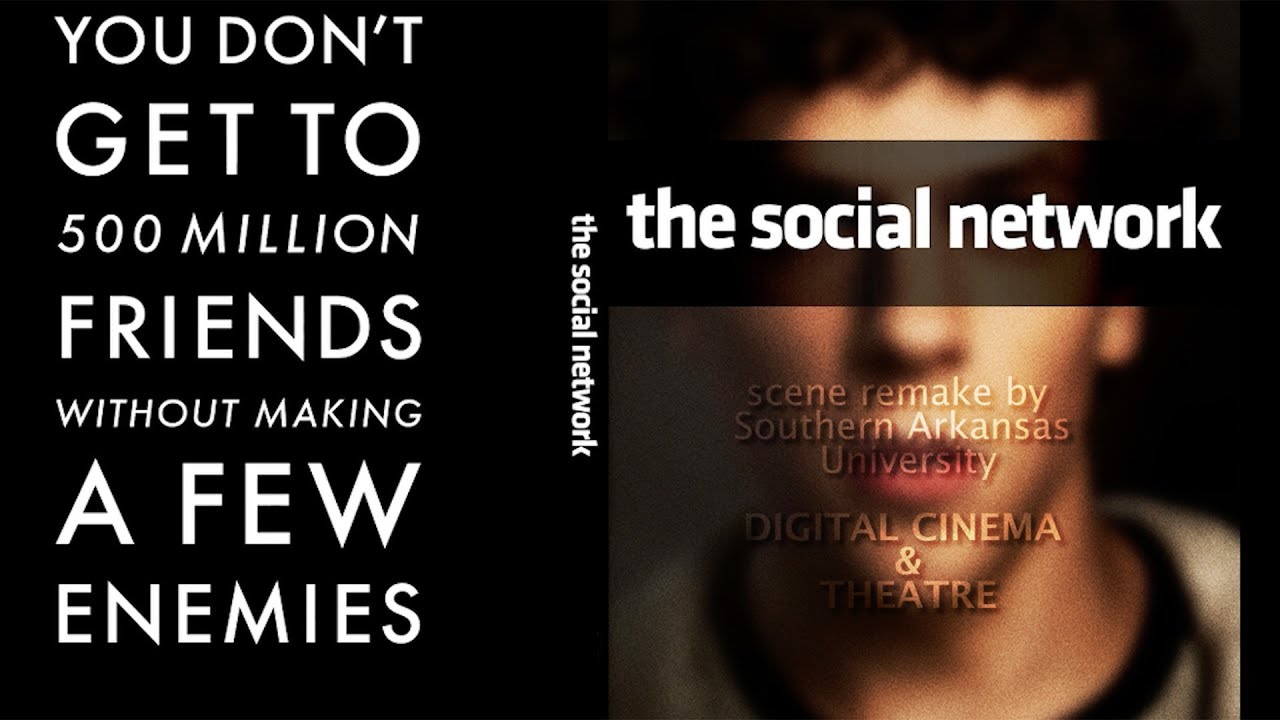 YOU DON'T
GET TO
500 MILLION
FRIENDS
WITHOUT MAKING
A FEW
ENEMIES
the social network
the social network
scene remake by
Southern Arkansas
University
DIGITAL CINEMA
&
THEATRE